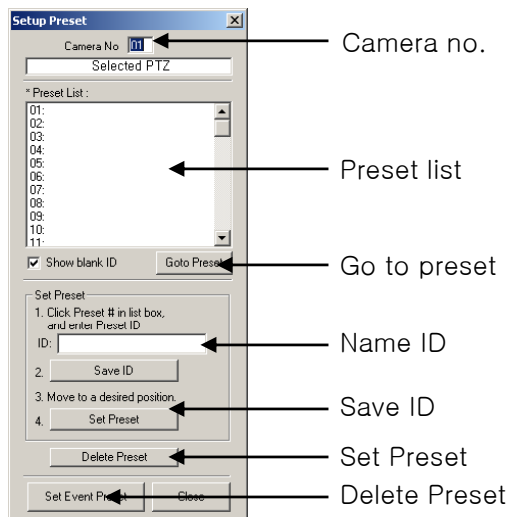 Setup Preset
Camera No 01
Selected PTZ
* Preset List :
01:
02:
03:
04:
05:
06:
07:
08:
09:
10:
11:
Show blank ID
Goto Preset
Set Preset
1. Click Preset # in list box,
and enter Preset ID
ID:
2. Save ID
3. Move to a desired position.
4. Set Preset
Delete Preset
Set Event Preset
Close
Camera no.
Preset list
Go to preset
Name ID
Save ID
Set Preset
Delete Preset